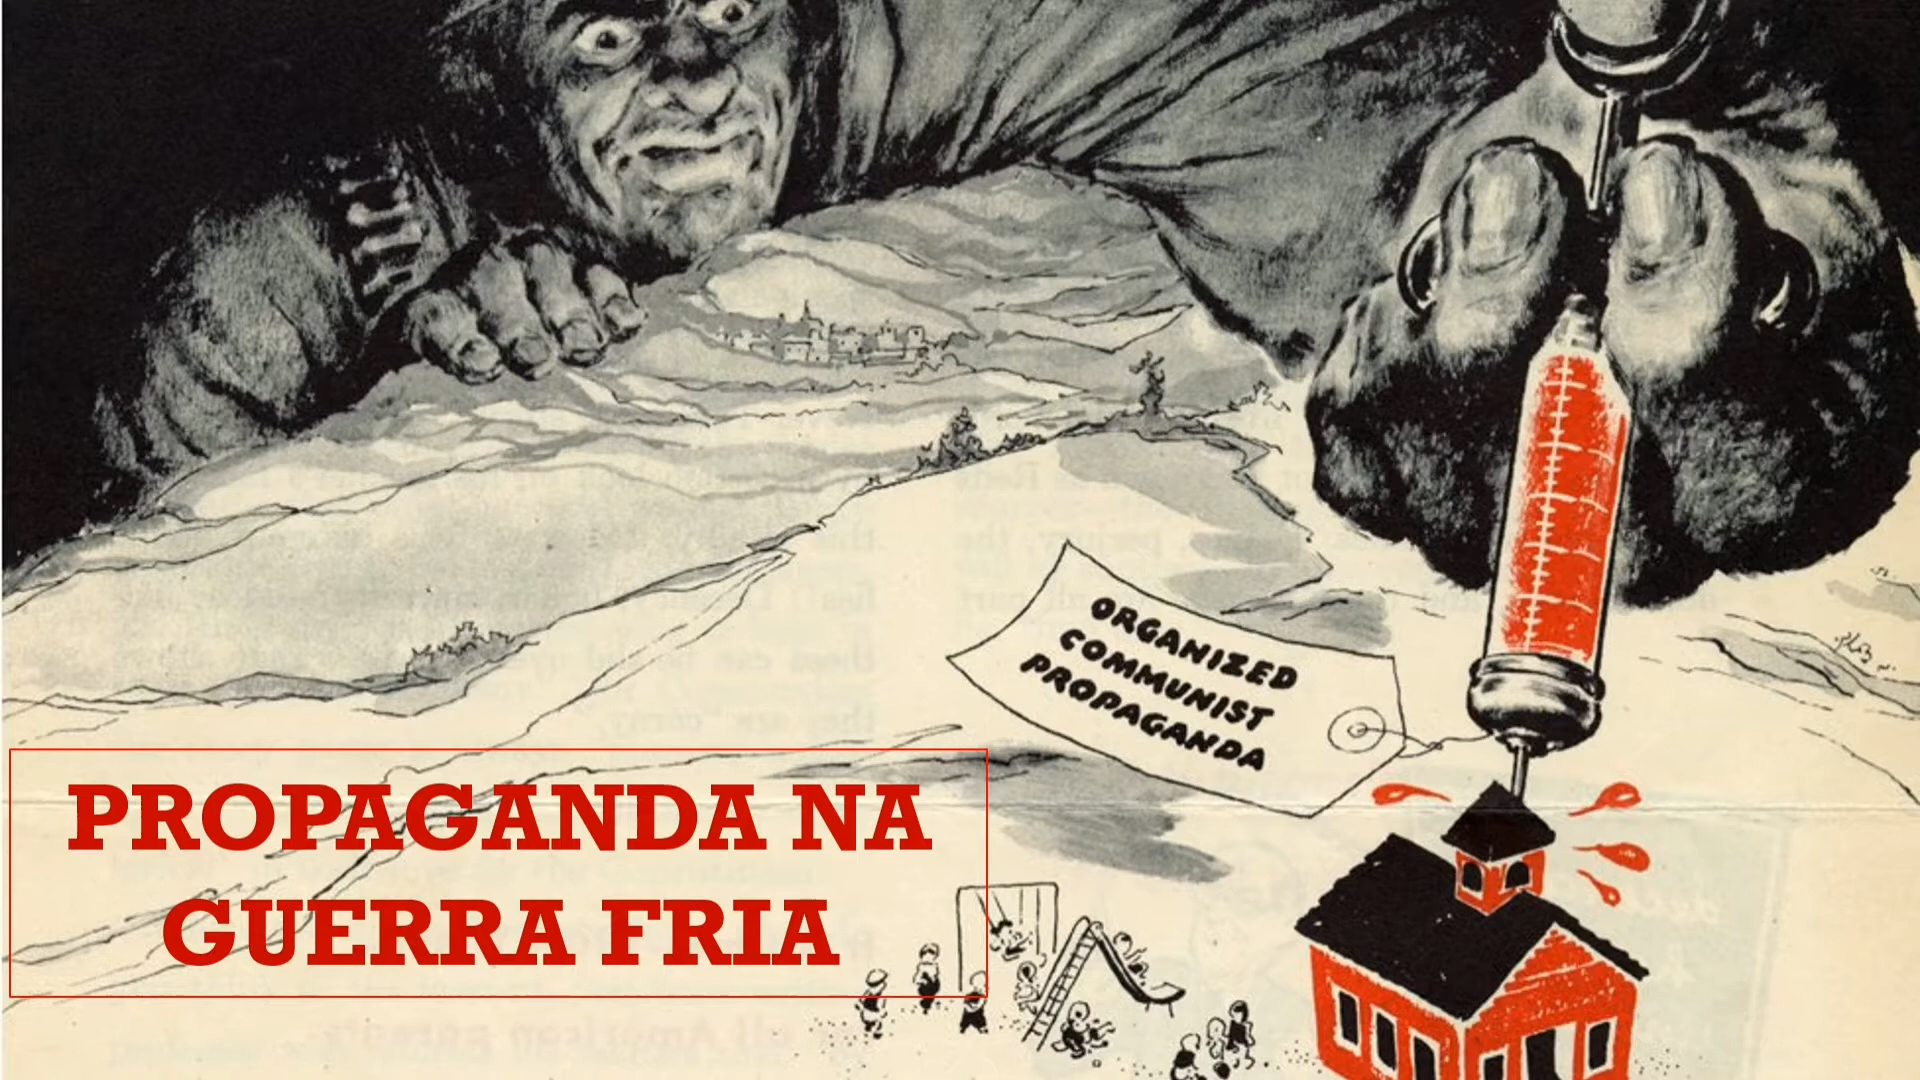 ORGANIZED
COMMUNIST
PROPAGANDA
PROPAGANDA NA
GUERRA FRIA